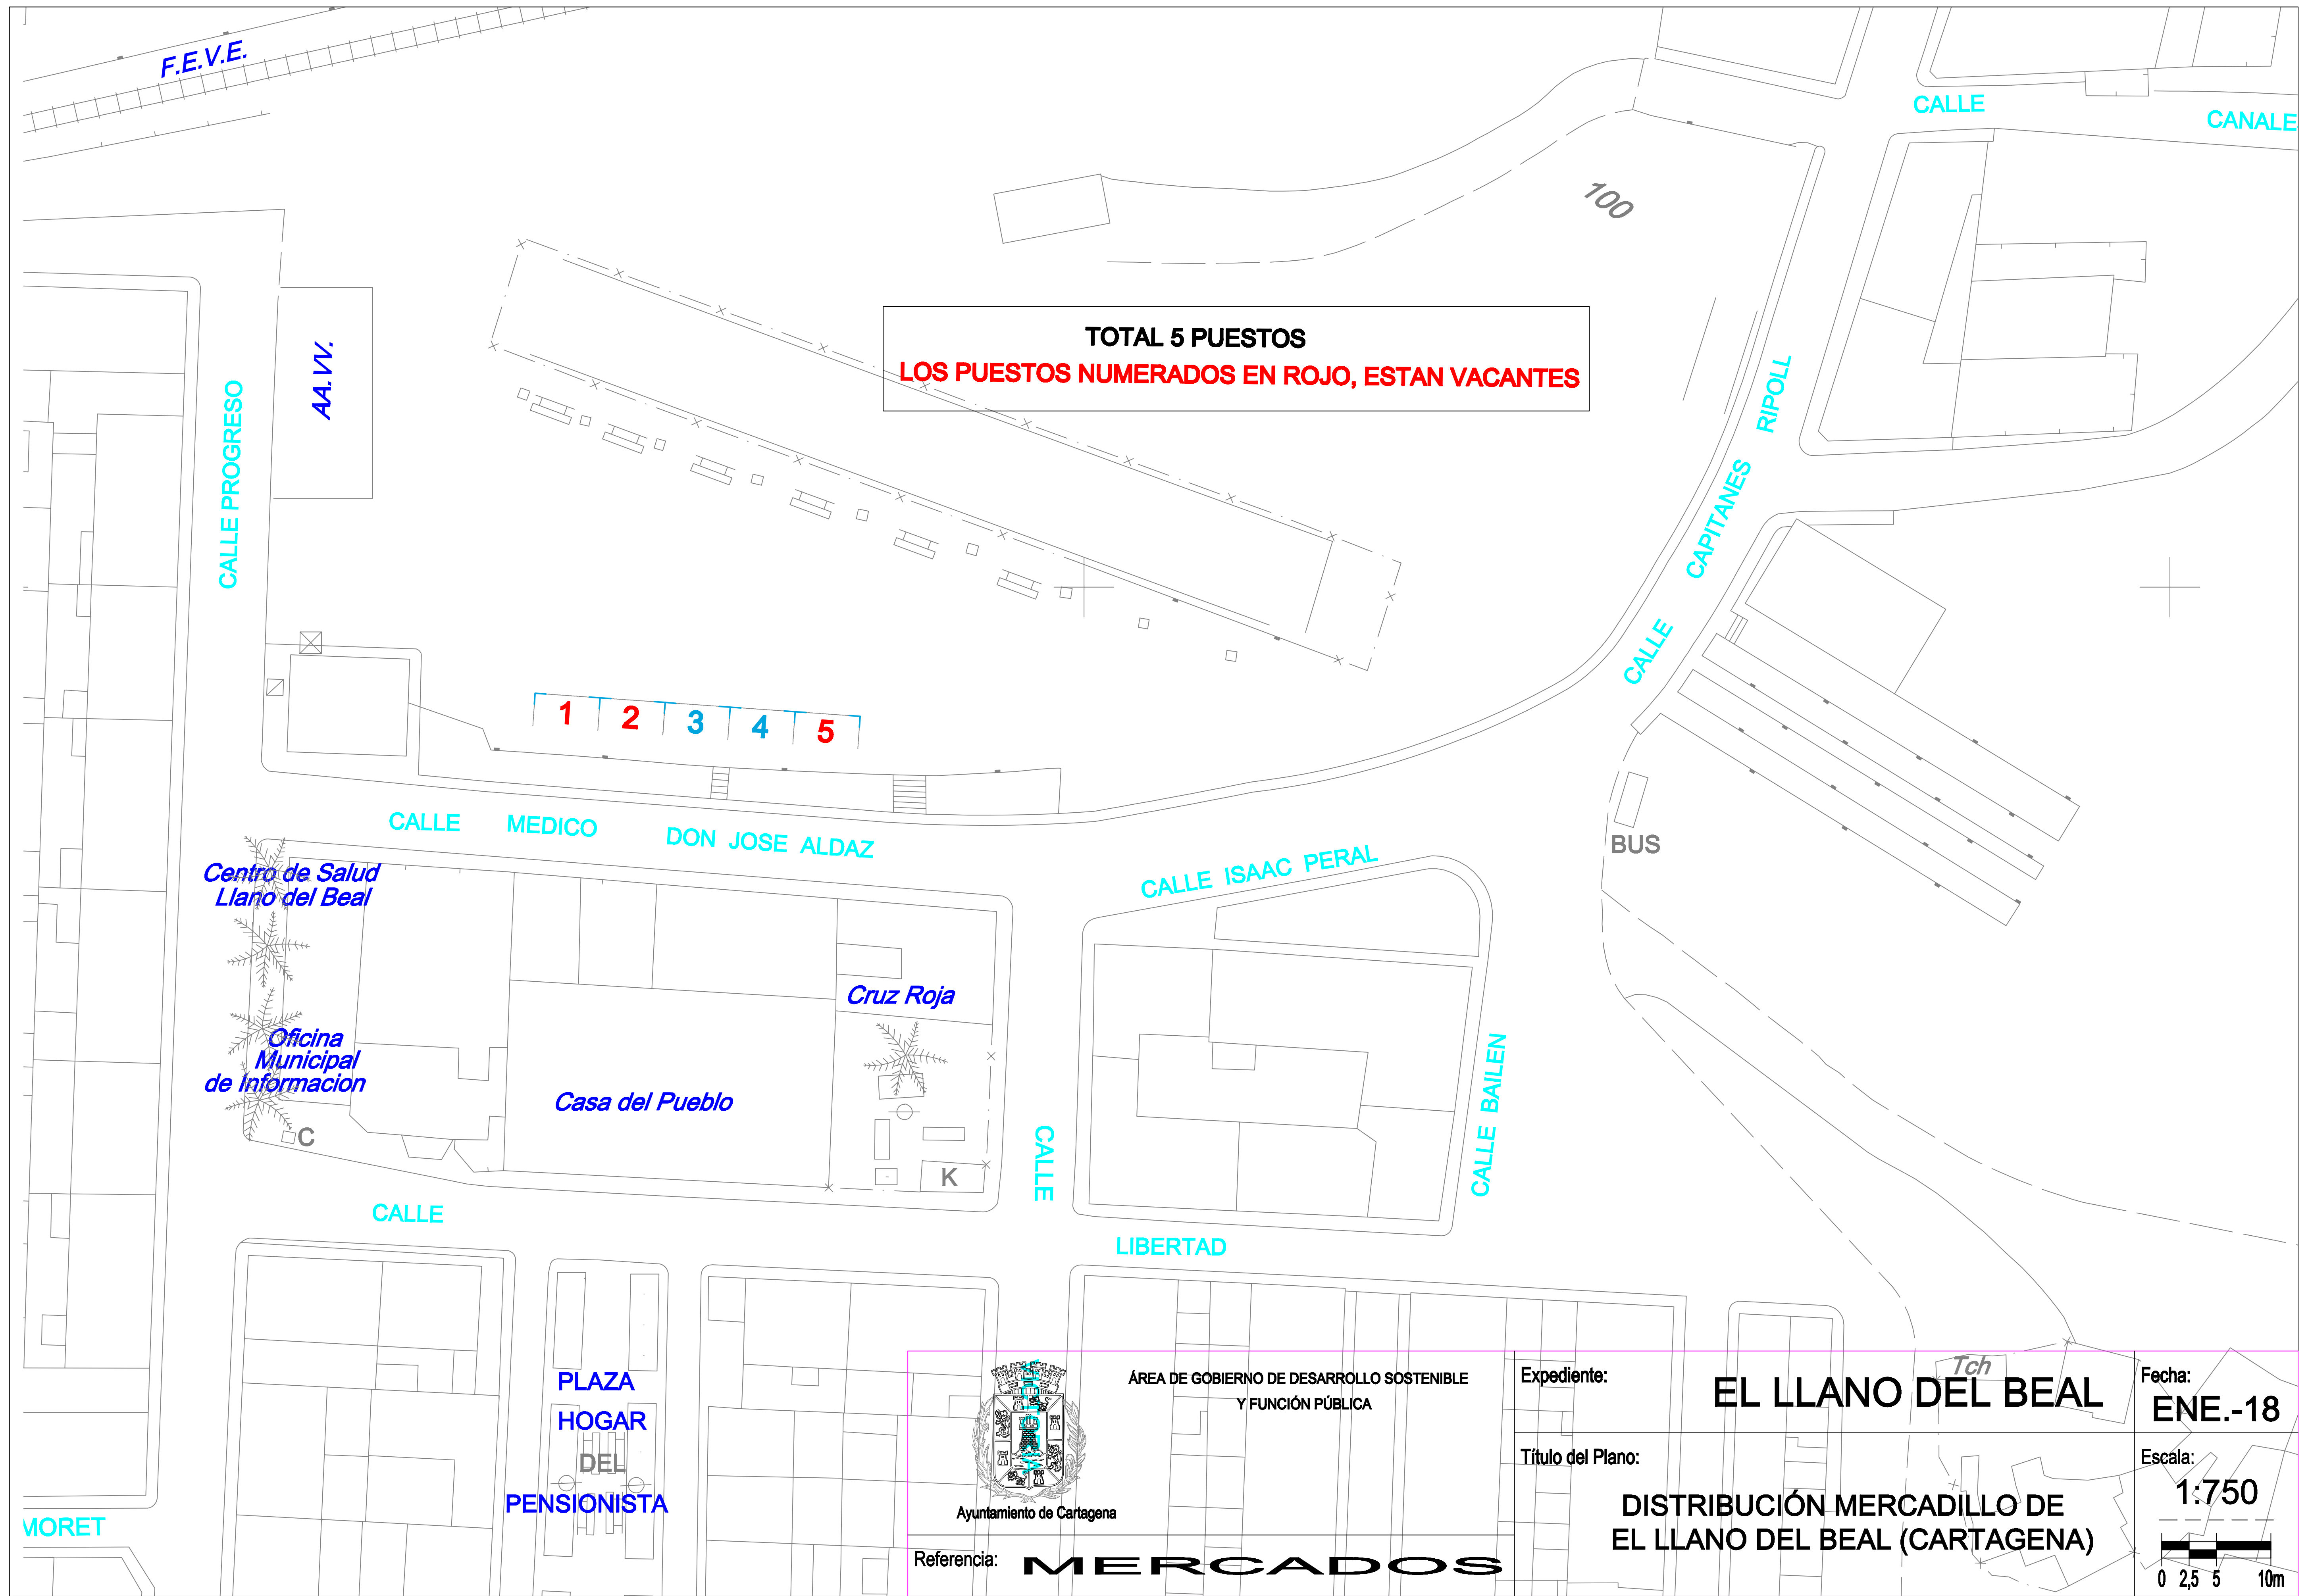 F.E.V.E.
CALLE
CANALE
100
TOTAL 5 PUESTOS
LOS PUESTOS NUMERADOS EN ROJO, ESTAN VACANTES
AA.VV.
CALLE PROGRESO
CALLE CAPITANES RIPOLL
1 2 3 4 5
CALLE MEDICO DON JOSE ALDAZ
BUS
CALLE ISAAC PERAL
Centro de Salud
Llano del Beal
Cruz Roja
Oficina
Municipal
de Informacion
Casa del Pueblo
CALLE BAILEN
C
K
CALLE
CALLE
LIBERTAD
PLAZA
HOGAR
DEL
PENSIONISTA
MORET
ÁREA DE GOBIERNO DE DESARROLLO SOSTENIBLE
Y FUNCIÓN PÚBLICA
Ayuntamiento de Cartagena
Referencia:
MERCADOS
Expediente:
Tch
EL LLANO DEL BEAL
Fecha:
ENE.-18
Título del Plano:
DISTRIBUCIÓN MERCADILLO DE
EL LLANO DEL BEAL (CARTAGENA)
Escala:
1:750
0 2,5 5 10m